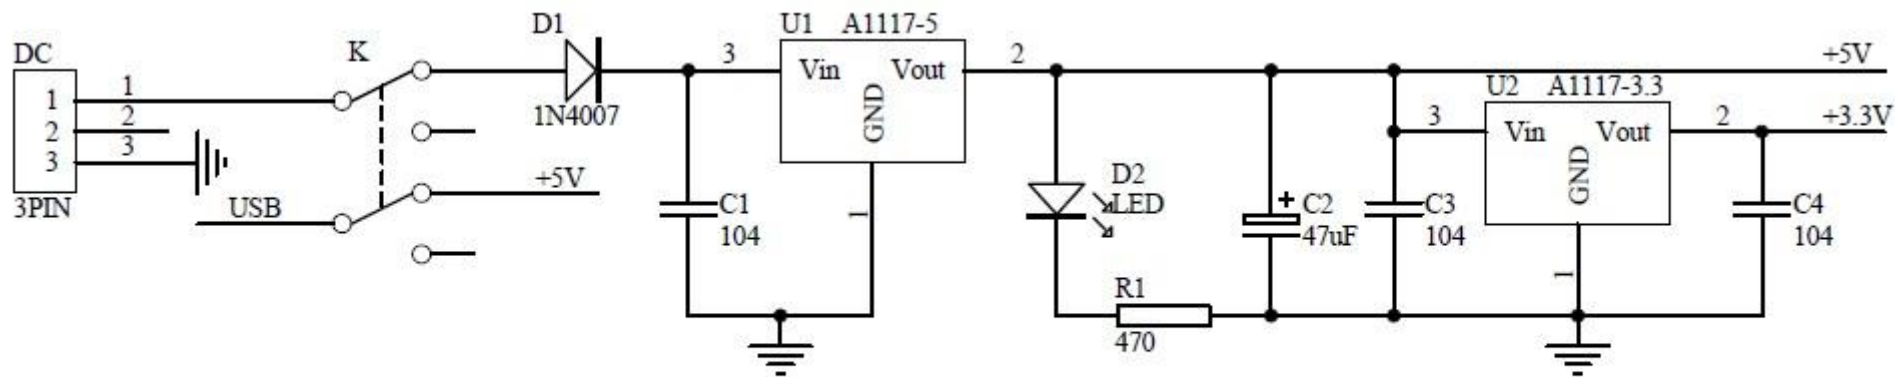 DC
1
2
3
3PIN
1
2
3
K
USB
+5V
D1
1N4007
3
U1 A1117-5
Vin Vout
GND
1
2
C1
104
D2
LED
R1
470
C2
+
47uF
C3
104
+5V
U2 A1117-3.3
3
Vin Vout
GND
1
2
+3.3V
C4
104